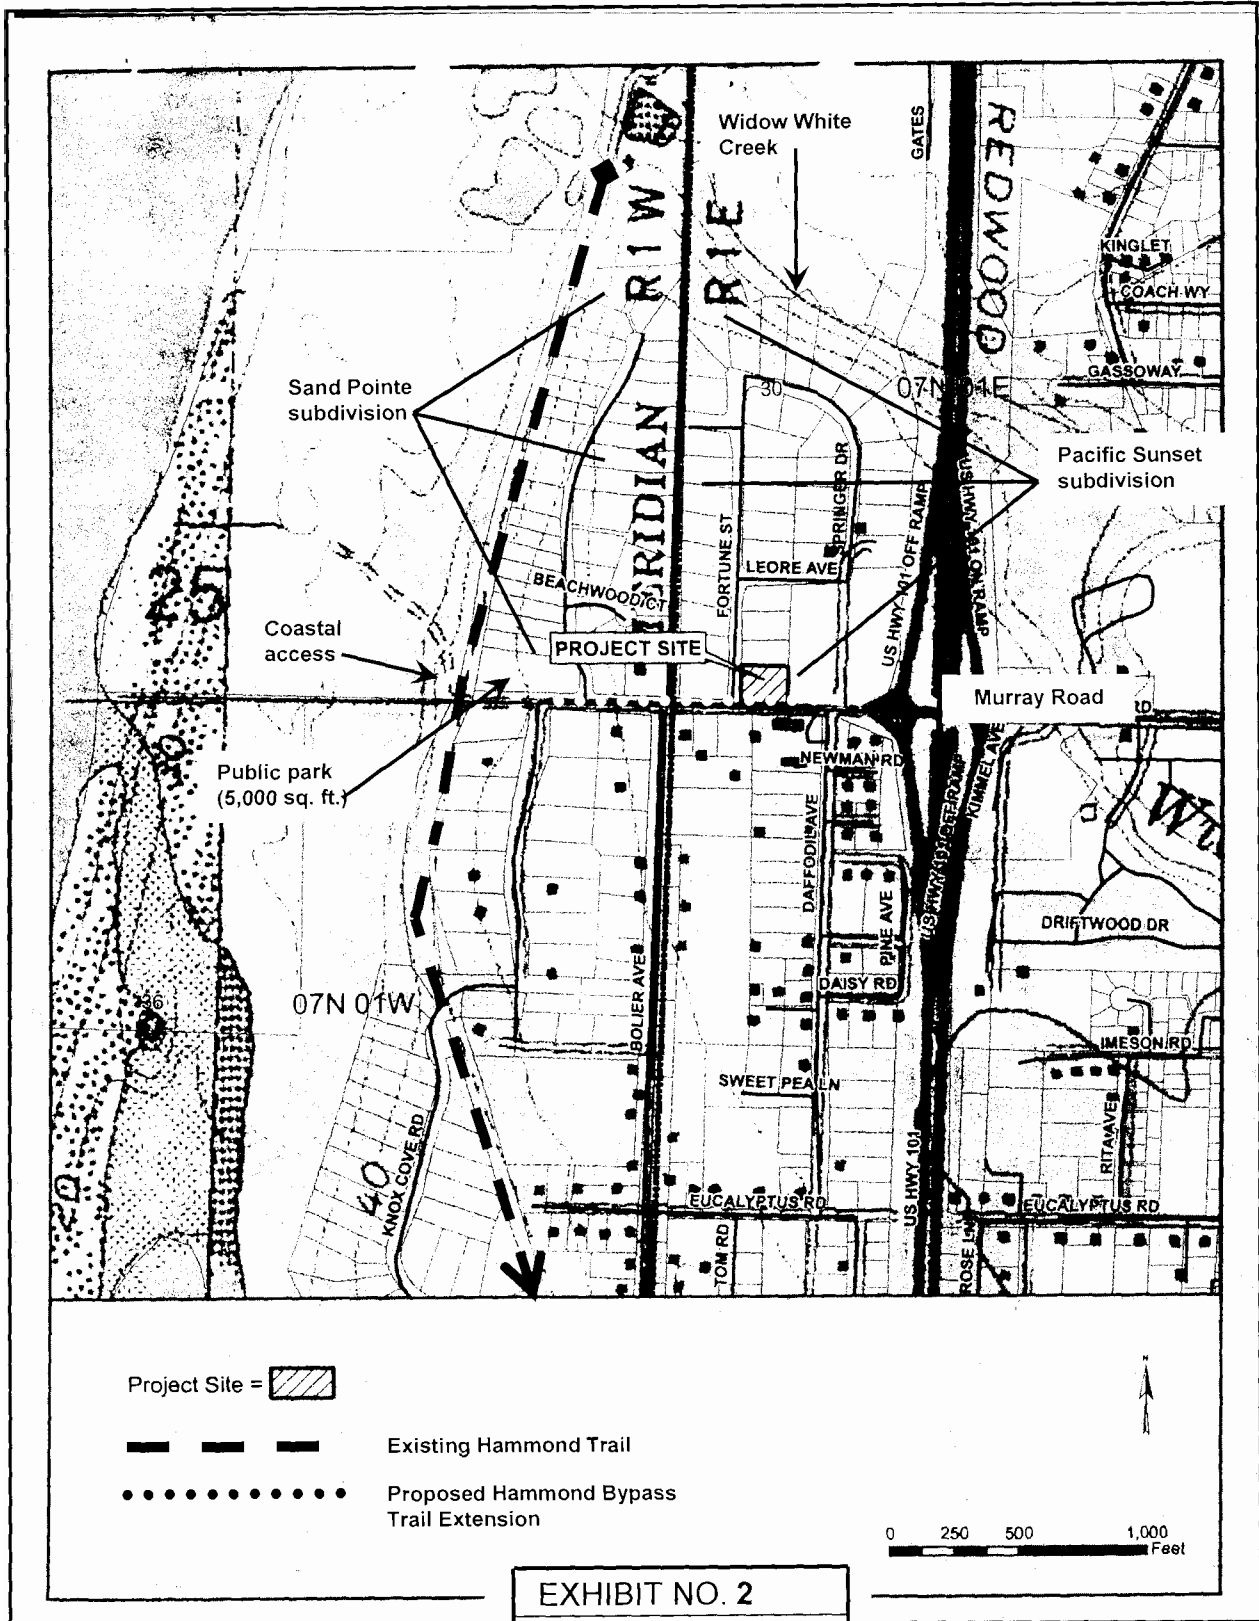 Widow White
Creek
GATES
REDWOOD
R1W
R1E
KINGLET
COACH WY
GASSOWAY
Sand Pointe
subdivision
30
07N 01E
MERIDIAN
Pacific Sunset
subdivision
SPRINGER DR
US HWY 101 OFF RAMP
US HWY 101 ON RAMP
FORTUNE ST
LEORE AVE
BEACHWOOD CT
Coastal
access
PROJECT SITE
Murray Road
RD
Public park
(5,000 sq. ft.)
NEWMAN RD
KIMMEL AVE
US HWY 101 OFF RAMP
DAFFODIL AVE
PINE AVE
DRIFTWOOD DR
DAISY RD
BOLIER AVE
07N 01W
36
IMESON RD
SWEET PEA LN
RITA AVE
KNOX COVE RD
40
US HWY 101
EUCALYPTUS RD
EUCALYPTUS RD
TOM RD
ROSE LN
Project Site =
N
Existing Hammond Trail
Proposed Hammond Bypass
Trail Extension
0 250 500 1,000
Feet
EXHIBIT NO. 2